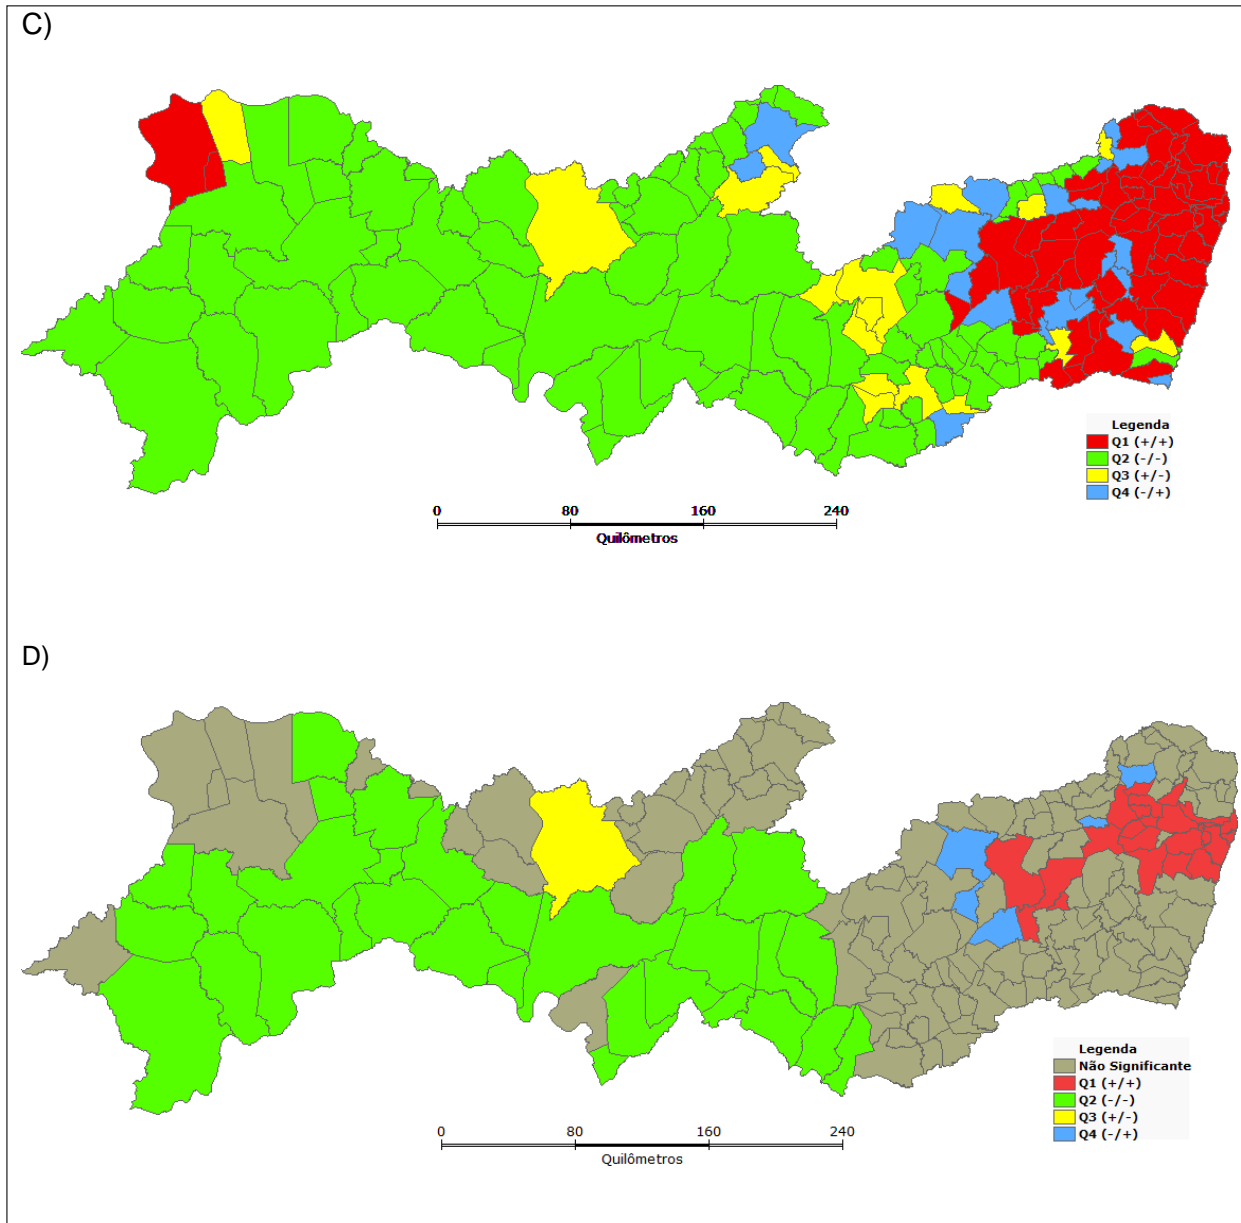 C)
Legenda
Q1 (+/+)
Q2 (-/-)
Q3 (+/-)
Q4 (-/+)
0 80 160 240
Quilômetros
D)
Legenda
Não Significante
Q1 (+/+)
Q2 (-/-)
Q3 (+/-)
Q4 (-/+)
0 80 160 240
Quilômetros